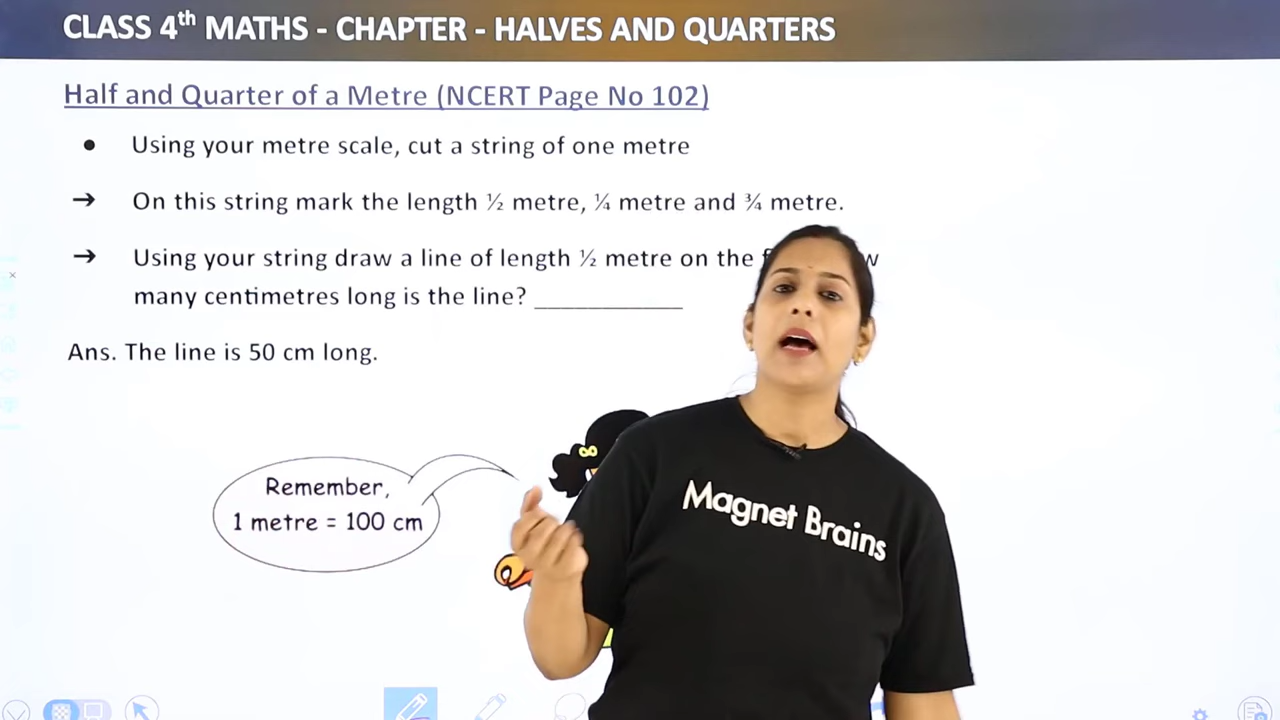 CLASS 4th MATHS - CHAPTER - HALVES AND QUARTERS
Half and Quarter of a Metre (NCERT Page No 102)
● Using your metre scale, cut a string of one metre
→ On this string mark the length ½ metre, ¼ metre and ¾ metre.
→ Using your string draw a line of length ½ metre on the
many centimetres long is the line? ____________
Ans. The line is 50 cm long.
Remember,
1 metre = 100 cm
Magnet Brains